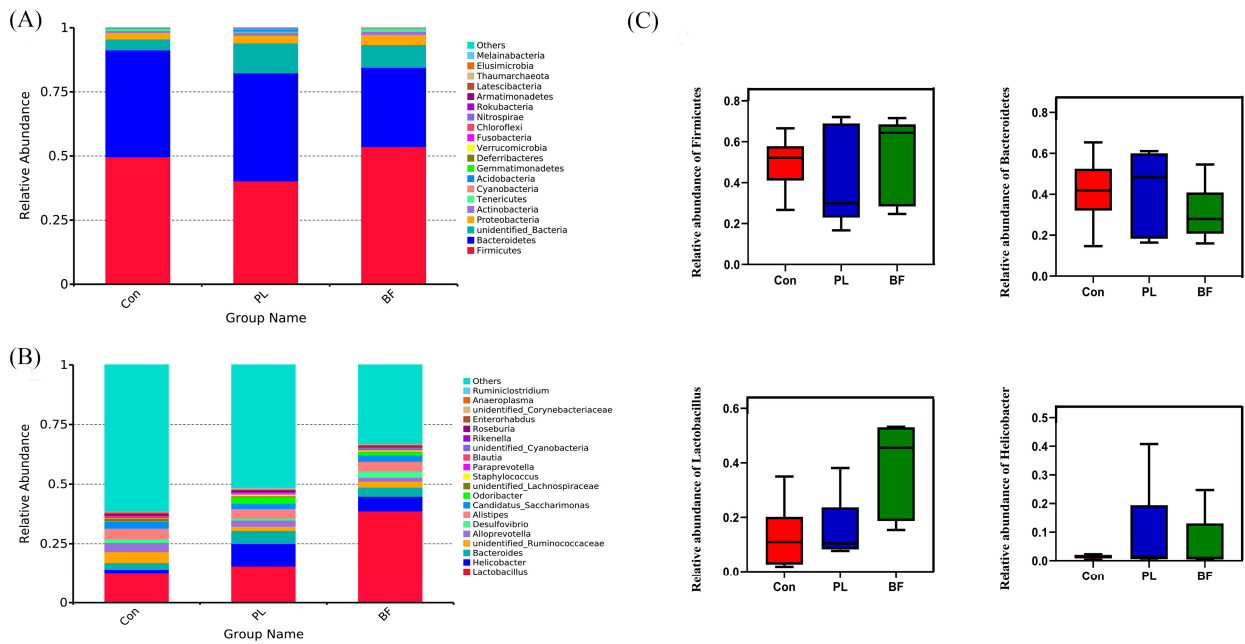 (A)
1
0.75
0.5
0.25
0
Relative Abundance
Con
PL
BF
Group Name
Others
Melainabacteria
Elusimicrobia
Thaumarchaeota
Latescibacteria
Armatimonadetes
Rokubacteria
Nitrospirae
Chloroflexi
Fusobacteria
Verrucomicrobia
Deferribacteres
Gemmatimonadetes
Acidobacteria
Cyanobacteria
Tenericutes
Actinobacteria
Proteobacteria
unidentified_Bacteria
Bacteroidetes
Firmicutes
(B)
1
0.75
0.5
0.25
0
Relative Abundance
Con
PL
BF
Group Name
Others
Ruminiclostridium
Anaeroplasma
unidentified_Corynebacteriaceae
Enterorhabdus
Roseburia
Rikenella
unidentified_Cyanobacteria
Blautia
Paraprevotella
Staphylococcus
unidentified_Lachnospiraceae
Odoribacter
Candidatus_Saccharimonas
Alistipes
Desulfovibrio
Alloprevotella
unidentified_Ruminococcaceae
Bacteroides
Helicobacter
Lactobacillus
(C)
Relative abundance of Firmicutes
0.8
0.6
0.4
0.2
0.0
Con
PL
BF
Relative abundance of Bacteroidetes
0.8
0.6
0.4
0.2
0.0
Con
PL
BF
Relative abundance of Lactobacillus
0.6
0.4
0.2
0.0
Con
PL
BF
Relative abundance of Helicobacter
0.5
0.4
0.3
0.2
0.1
0.0
Con
PL
BF